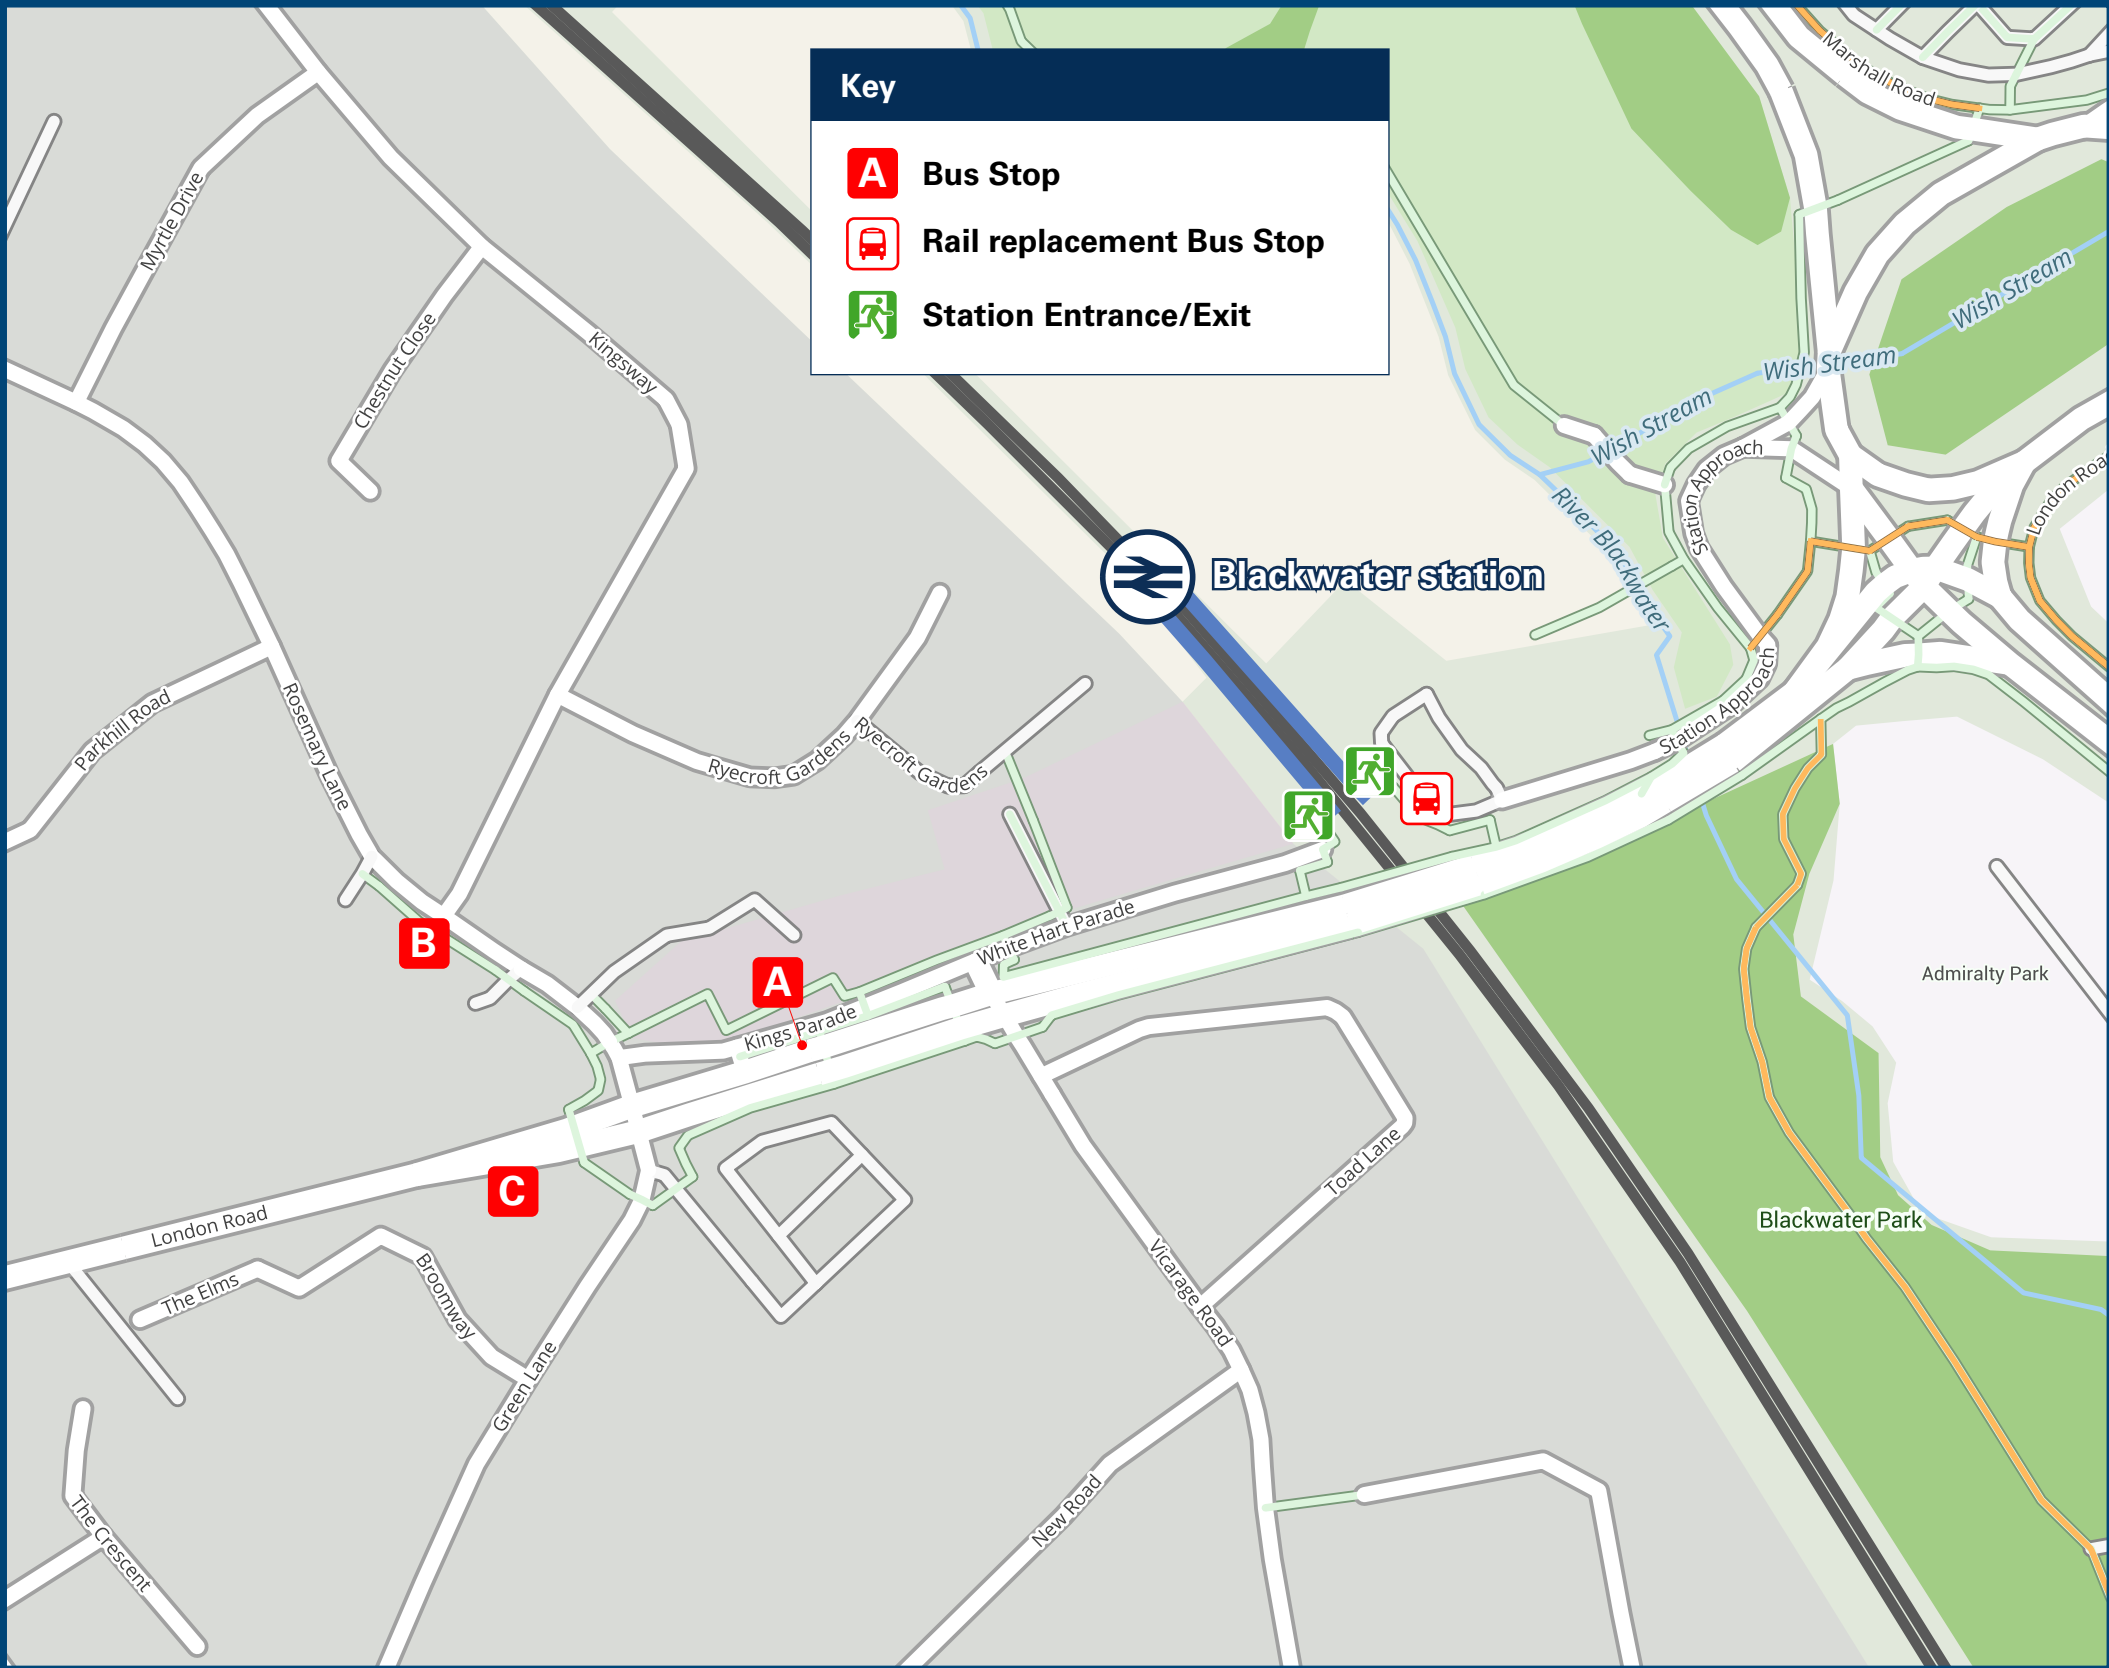 Key
A
Bus Stop
Rail replacement Bus Stop
Station Entrance/Exit
Marshall Road
Myrtle Drive
Chestnut Close
Kingsway
Wish Stream
Wish Stream
Wish Stream
Station Approach
London Roa
River Blackwater
Blackwater station
Parkhill Road
Rosemary Lane
Ryecroft Gardens
Ryecroft Gardens
Station Approach
B
A
White Hart Parade
Kings Parade
Admiralty Park
C
Toad Lane
London Road
Blackwater Park
The Elms
Broomway
Vicarage Road
Green Lane
New Road
The Crescent